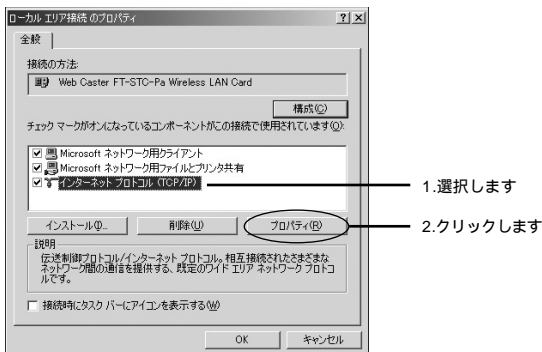 ローカル エリア接続 のプロパティ
全般
接続の方法:
Web Caster FT-STC-Pa Wireless LAN Card
構成(C)
チェック マークがオンになっているコンポーネントがこの接続で使用されています(O):
Microsoft ネットワーク用クライアント
Microsoft ネットワーク用ファイルとプリンタ共有
インターネット プロトコル (TCP/IP)
1.選択します
インストール(I)...
削除(U)
プロパティ(R)
2.クリックします
説明
伝送制御プロトコル/インターネット プロトコル。相互接続されたさまざまな
ネットワーク間の通信を提供する、既定のワイド エリア ネットワーク プロトコ
ルです。
接続時にタスク バーにアイコンを表示する(W)
OK
キャンセル